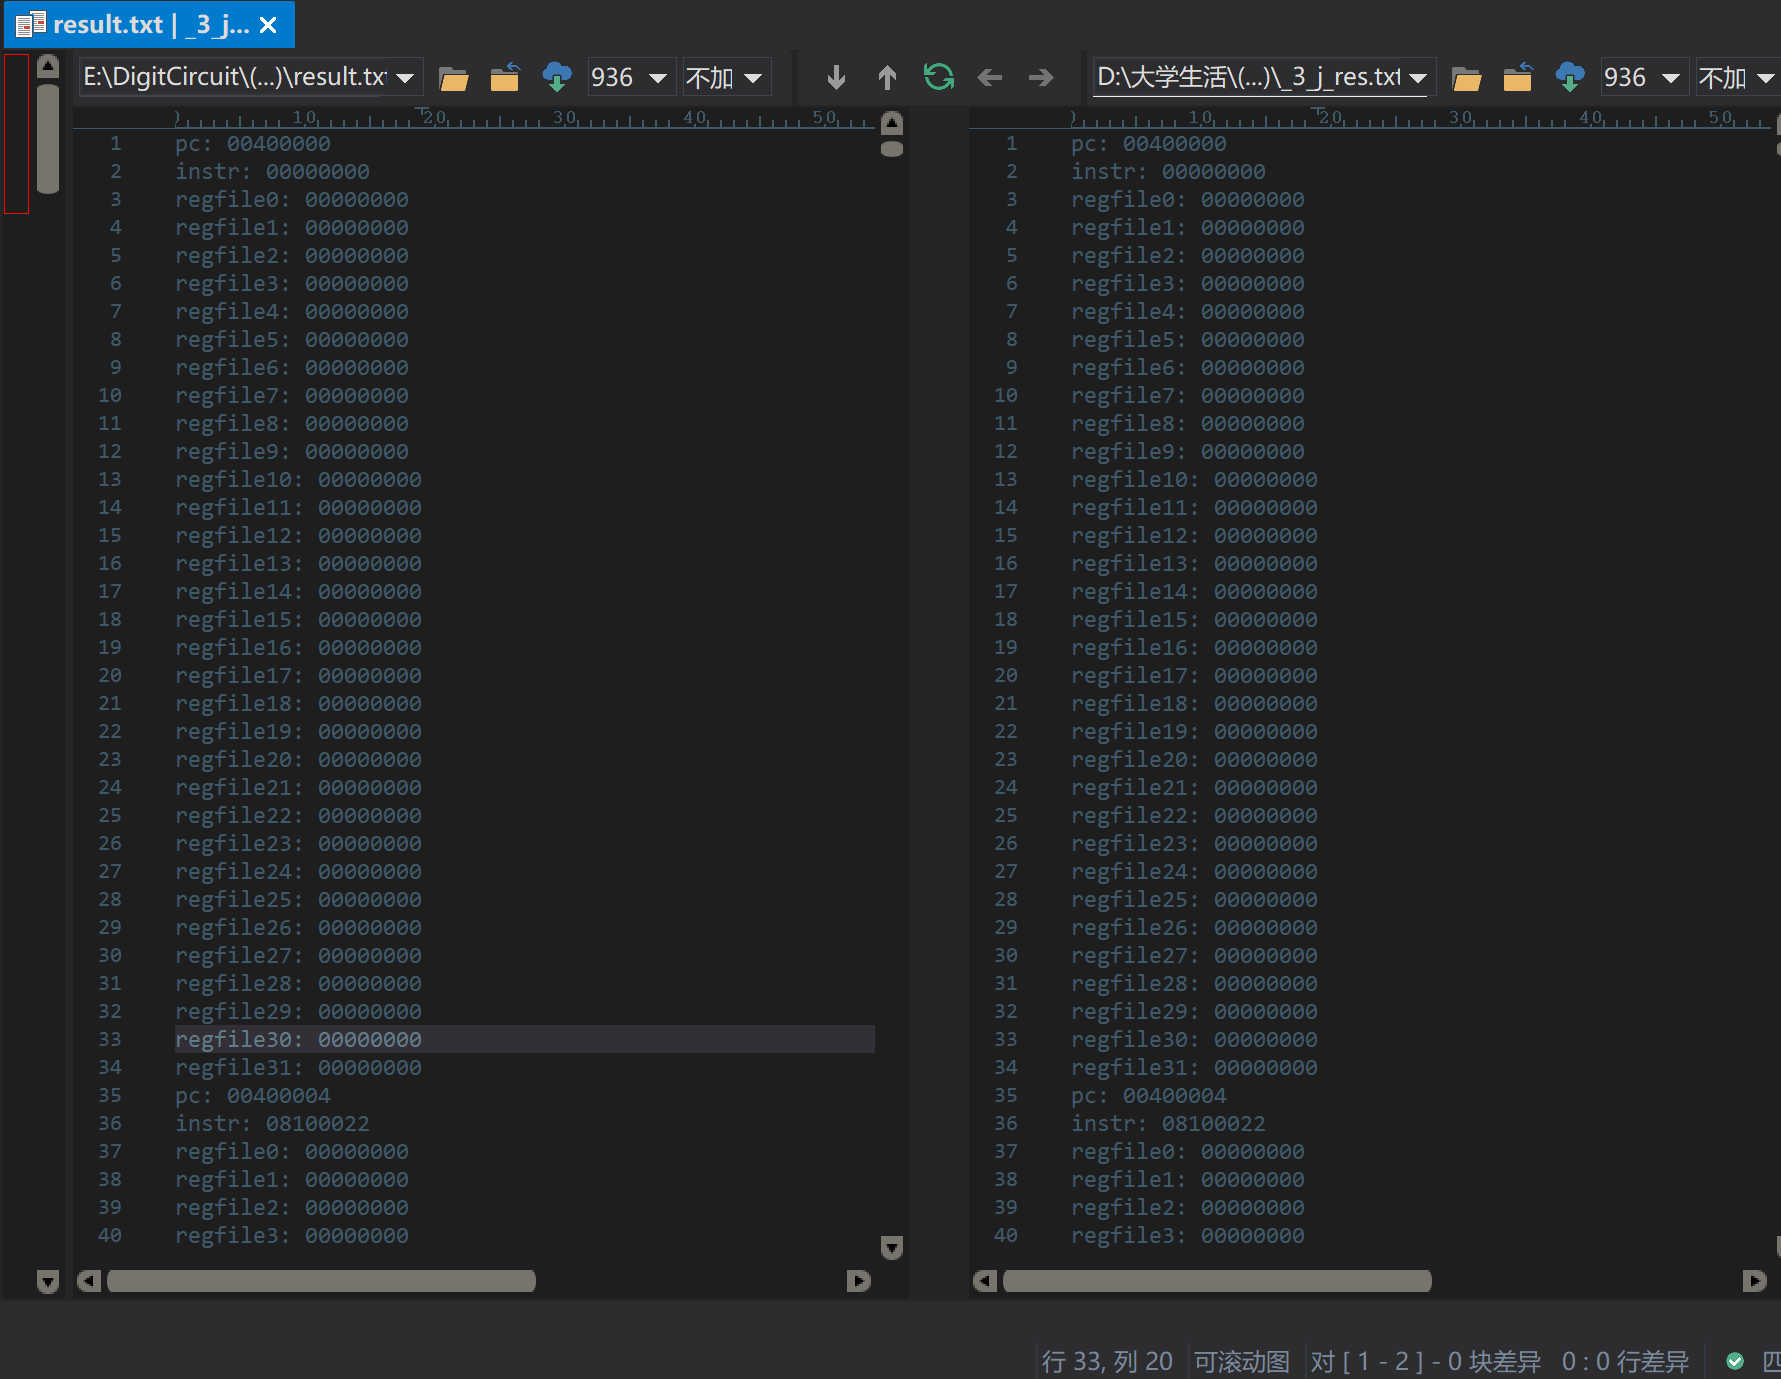 result.txt | _3_j...
E:\DigitCircuit\(...)\result.txt
936
不加
D:\大学生活\(...)\_3_j_res.txt
936
不加
0 10 20 30 40 50
1 pc: 00400000
2 instr: 00000000
3 regfile0: 00000000
4 regfile1: 00000000
5 regfile2: 00000000
6 regfile3: 00000000
7 regfile4: 00000000
8 regfile5: 00000000
9 regfile6: 00000000
10 regfile7: 00000000
11 regfile8: 00000000
12 regfile9: 00000000
13 regfile10: 00000000
14 regfile11: 00000000
15 regfile12: 00000000
16 regfile13: 00000000
17 regfile14: 00000000
18 regfile15: 00000000
19 regfile16: 00000000
20 regfile17: 00000000
21 regfile18: 00000000
22 regfile19: 00000000
23 regfile20: 00000000
24 regfile21: 00000000
25 regfile22: 00000000
26 regfile23: 00000000
27 regfile24: 00000000
28 regfile25: 00000000
29 regfile26: 00000000
30 regfile27: 00000000
31 regfile28: 00000000
32 regfile29: 00000000
33 regfile30: 00000000
34 regfile31: 00000000
35 pc: 00400004
36 instr: 08100022
37 regfile0: 00000000
38 regfile1: 00000000
39 regfile2: 00000000
40 regfile3: 00000000
0 10 20 30 40 50
1 pc: 00400000
2 instr: 00000000
3 regfile0: 00000000
4 regfile1: 00000000
5 regfile2: 00000000
6 regfile3: 00000000
7 regfile4: 00000000
8 regfile5: 00000000
9 regfile6: 00000000
10 regfile7: 00000000
11 regfile8: 00000000
12 regfile9: 00000000
13 regfile10: 00000000
14 regfile11: 00000000
15 regfile12: 00000000
16 regfile13: 00000000
17 regfile14: 00000000
18 regfile15: 00000000
19 regfile16: 00000000
20 regfile17: 00000000
21 regfile18: 00000000
22 regfile19: 00000000
23 regfile20: 00000000
24 regfile21: 00000000
25 regfile22: 00000000
26 regfile23: 00000000
27 regfile24: 00000000
28 regfile25: 00000000
29 regfile26: 00000000
30 regfile27: 00000000
31 regfile28: 00000000
32 regfile29: 00000000
33 regfile30: 00000000
34 regfile31: 00000000
35 pc: 00400004
36 instr: 08100022
37 regfile0: 00000000
38 regfile1: 00000000
39 regfile2: 00000000
40 regfile3: 00000000
行 33, 列 20 可滚动图 对 [ 1 - 2 ] - 0 块差异 0 : 0 行差异